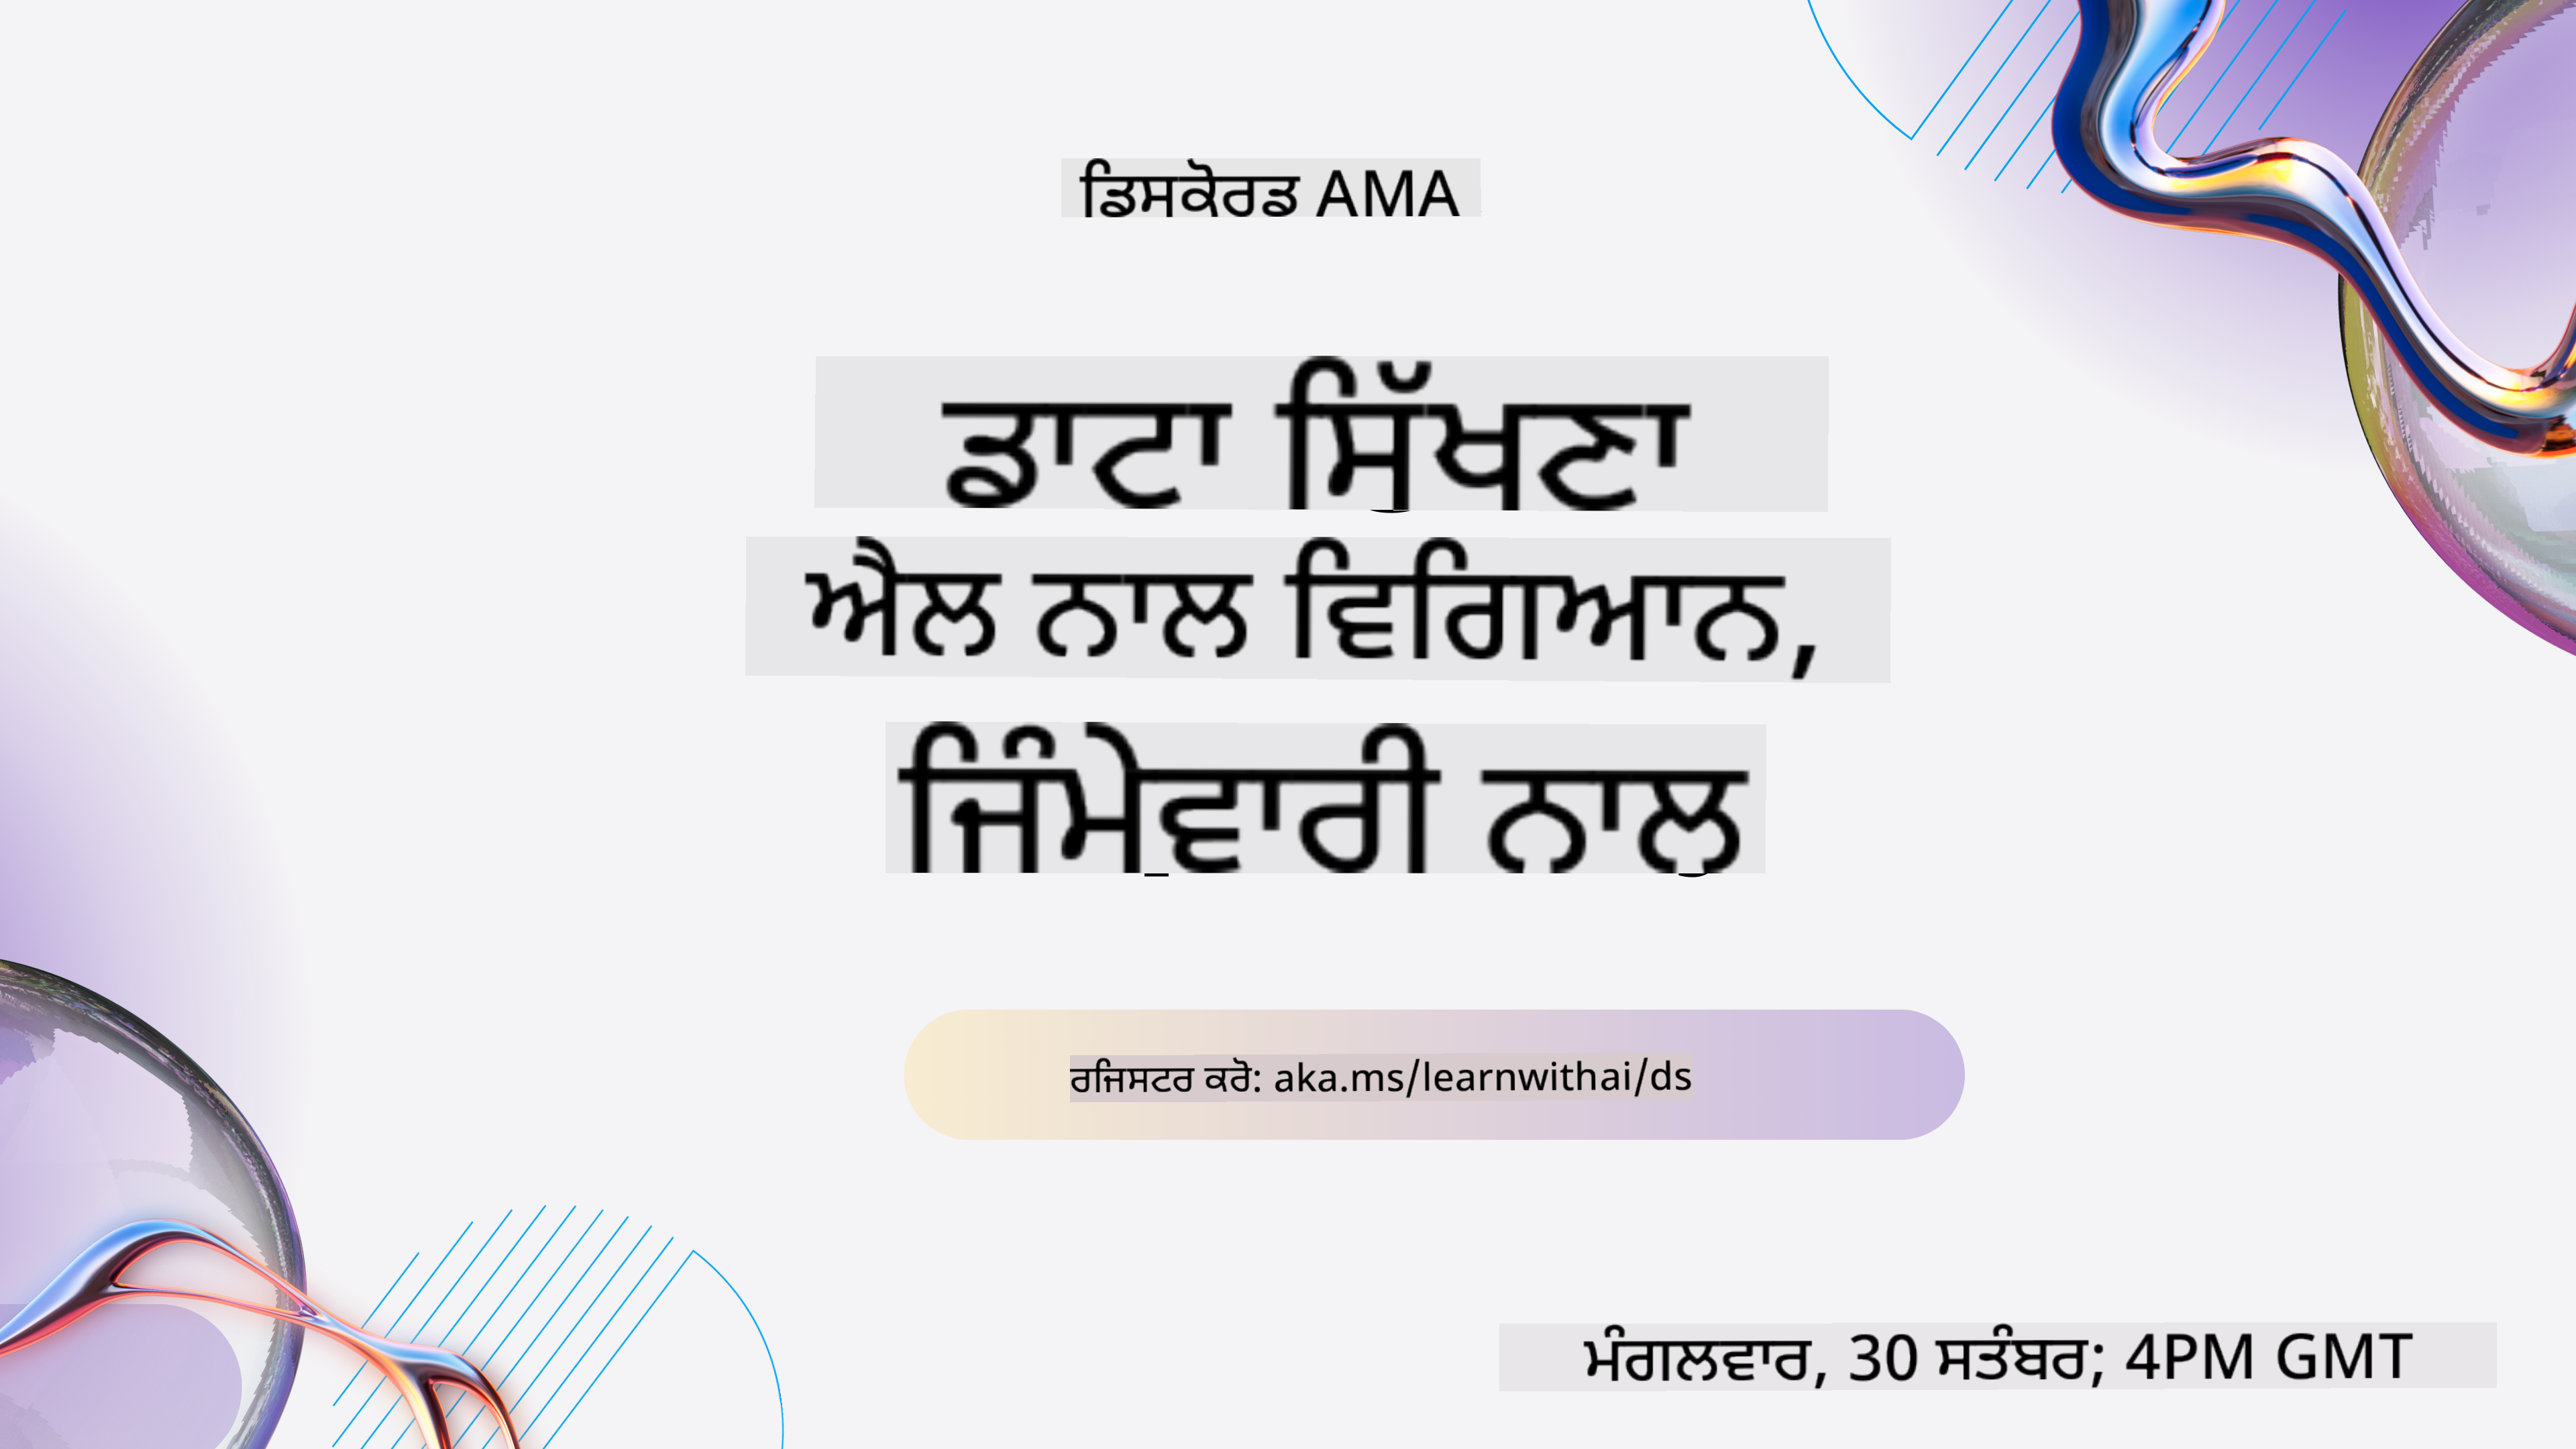 ਡਿਸਕੋਰਡ AMA
ਡਾਟਾ ਸਿੱਖਣਾ
ਐਲ ਨਾਲ ਵਿਗਿਆਨ,
ਜਿੰਮੇਵਾਰੀ ਨਾਲ
ਰਜਿਸਟਰ ਕਰੋ: aka.ms/learnwithai/ds
ਮੰਗਲਵਾਰ, 30 ਸਤੰਬਰ; 4PM GMT